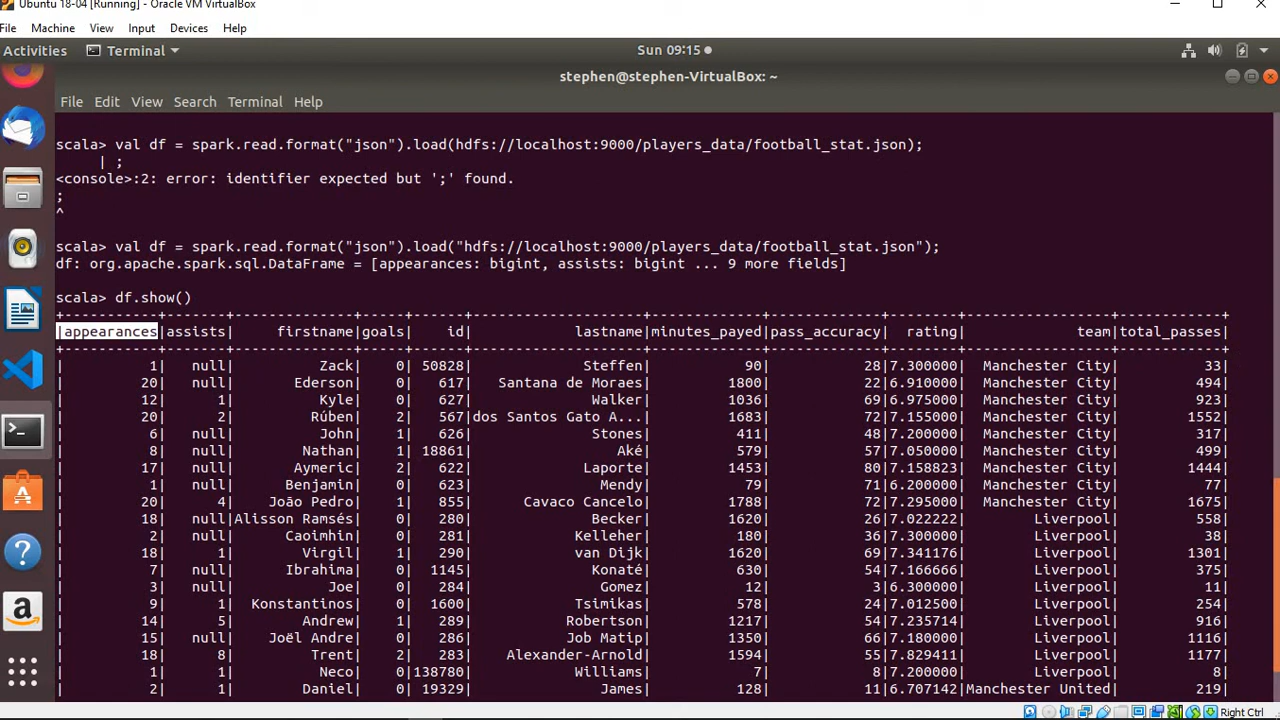 Ubuntu 18-04 [Running] - Oracle VM VirtualBox
File Machine View Input Devices Help
Activities Terminal Sun 09:15
stephen@stephen-VirtualBox: ~
File Edit View Search Terminal Help
scala> val df = spark.read.format("json").load(hdfs://localhost:9000/players_data/football_stat.json);
     | ;
<console>:2: error: identifier expected but ';' found.
;
^
scala> val df = spark.read.format("json").load("hdfs://localhost:9000/players_data/football_stat.json");
df: org.apache.spark.sql.DataFrame = [appearances: bigint, assists: bigint ... 9 more fields]
scala> df.show()
+-----------+-------+--------------+-----+------+--------------------+-------------+-------------+--------+-----------------+------------+
|appearances|assists|     firstname|goals|    id|            lastname|minutes_payed|pass_accuracy|  rating|             team|total_passes|
+-----------+-------+--------------+-----+------+--------------------+-------------+-------------+--------+-----------------+------------+
|          1|   null|          Zack|    0| 50828|             Steffen|           90|           28|7.300000|  Manchester City|          33|
|         20|   null|       Ederson|    0|   617|   Santana de Moraes|         1800|           22|6.910000|  Manchester City|         494|
|         12|      1|          Kyle|    0|   627|              Walker|         1036|           69|6.975000|  Manchester City|         923|
|         20|      2|         Rúben|    2|   567|dos Santos Gato A...|         1683|           72|7.155000|  Manchester City|        1552|
|          6|   null|          John|    1|   626|              Stones|          411|           48|7.200000|  Manchester City|         317|
|          8|   null|        Nathan|    1| 18861|                 Aké|          579|           57|7.050000|  Manchester City|         499|
|         17|   null|       Aymeric|    2|   622|             Laporte|         1453|           80|7.158823|  Manchester City|        1444|
|          1|   null|      Benjamin|    0|   623|               Mendy|           79|           71|6.200000|  Manchester City|          77|
|         20|      4|    João Pedro|    1|   855|      Cavaco Cancelo|         1788|           72|7.295000|  Manchester City|        1675|
|         18|   null|Alisson Ramsés|    0|   280|              Becker|         1620|           26|7.022222|        Liverpool|         558|
|          2|   null|      Caoimhin|    0|   281|            Kelleher|          180|           36|7.300000|        Liverpool|          38|
|         18|      1|        Virgil|    1|   290|            van Dijk|         1620|           69|7.341176|        Liverpool|        1301|
|          7|   null|      Ibrahima|    0|  1145|              Konaté|          630|           54|7.166666|        Liverpool|         375|
|          3|   null|           Joe|    0|   284|               Gomez|           12|            3|6.300000|        Liverpool|          11|
|          9|      1|  Konstantinos|    0|  1600|            Tsimikas|          578|           24|7.012500|        Liverpool|         254|
|         14|      5|        Andrew|    1|   289|           Robertson|         1217|           54|7.235714|        Liverpool|         916|
|         15|   null|    Joël Andre|    0|   286|           Job Matip|         1350|           66|7.180000|        Liverpool|        1116|
|         18|      8|         Trent|    2|   283|    Alexander-Arnold|         1594|           55|7.829411|        Liverpool|        1177|
|          1|      1|          Neco|    0|138780|            Williams|            7|            8|7.200000|        Liverpool|           8|
|          2|      1|        Daniel|    0| 19329|               James|          128|           11|6.707142|Manchester United|         219|
Right Ctrl